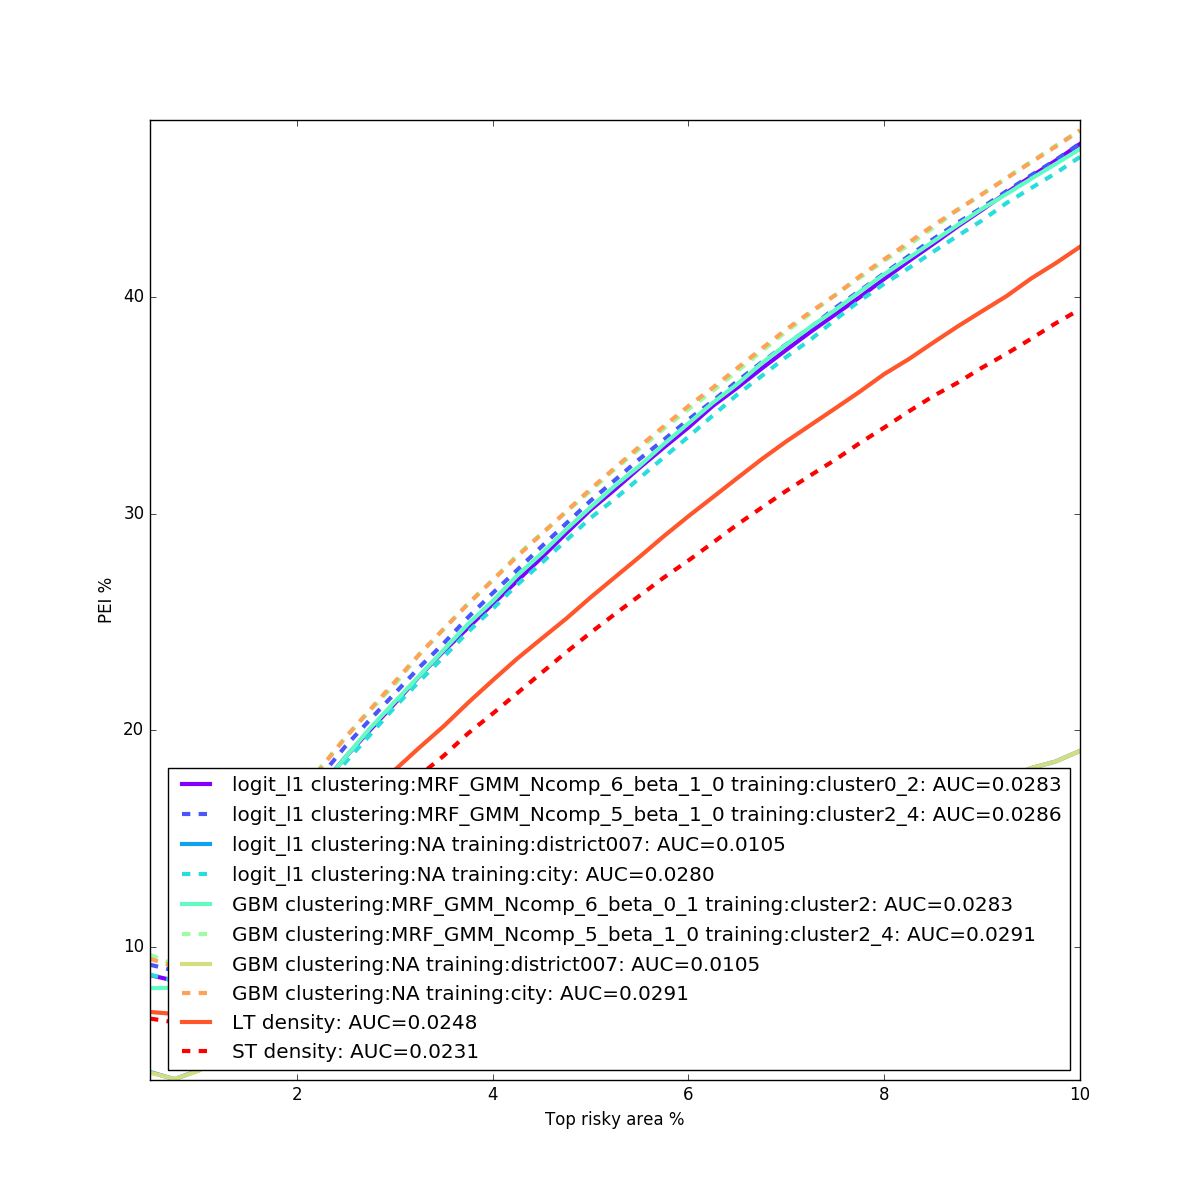 40
30
20
10
PEI %
logit_l1 clustering:MRF_GMM_Ncomp_6_beta_1_0 training:cluster0_2: AUC=0.0283
logit_l1 clustering:MRF_GMM_Ncomp_5_beta_1_0 training:cluster2_4: AUC=0.0286
logit_l1 clustering:NA training:district007: AUC=0.0105
logit_l1 clustering:NA training:city: AUC=0.0280
GBM clustering:MRF_GMM_Ncomp_6_beta_0_1 training:cluster2: AUC=0.0283
GBM clustering:MRF_GMM_Ncomp_5_beta_1_0 training:cluster2_4: AUC=0.0291
GBM clustering:NA training:district007: AUC=0.0105
GBM clustering:NA training:city: AUC=0.0291
LT density: AUC=0.0248
ST density: AUC=0.0231
2 4 6 8 10
Top risky area %